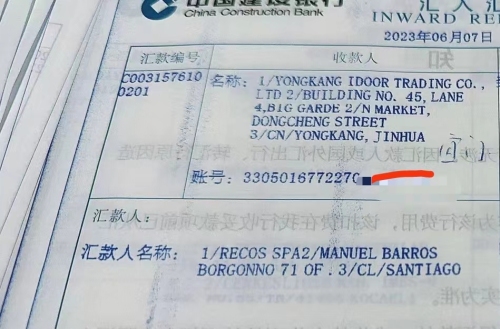 中国建设银行
China Construction Bank
汇入汇
INWARD RE
2023年06月07日
汇款编号
收款人
C003157610
0201
名称: 1/YONGKANG IDOOR TRADING CO.,
LTD 2/BUILDING NO. 45, LANE
4,81G GARDE 2/N MARKET,
DONGCHENG STREET
3/CN/YONGKANG, JINHUA
账号: 3305016772270
汇款人:
汇款人名称: 1/RECOS SPA2/MANUEL BARROS
BORGONNO 71 OF .3/CL/SANTIAGO